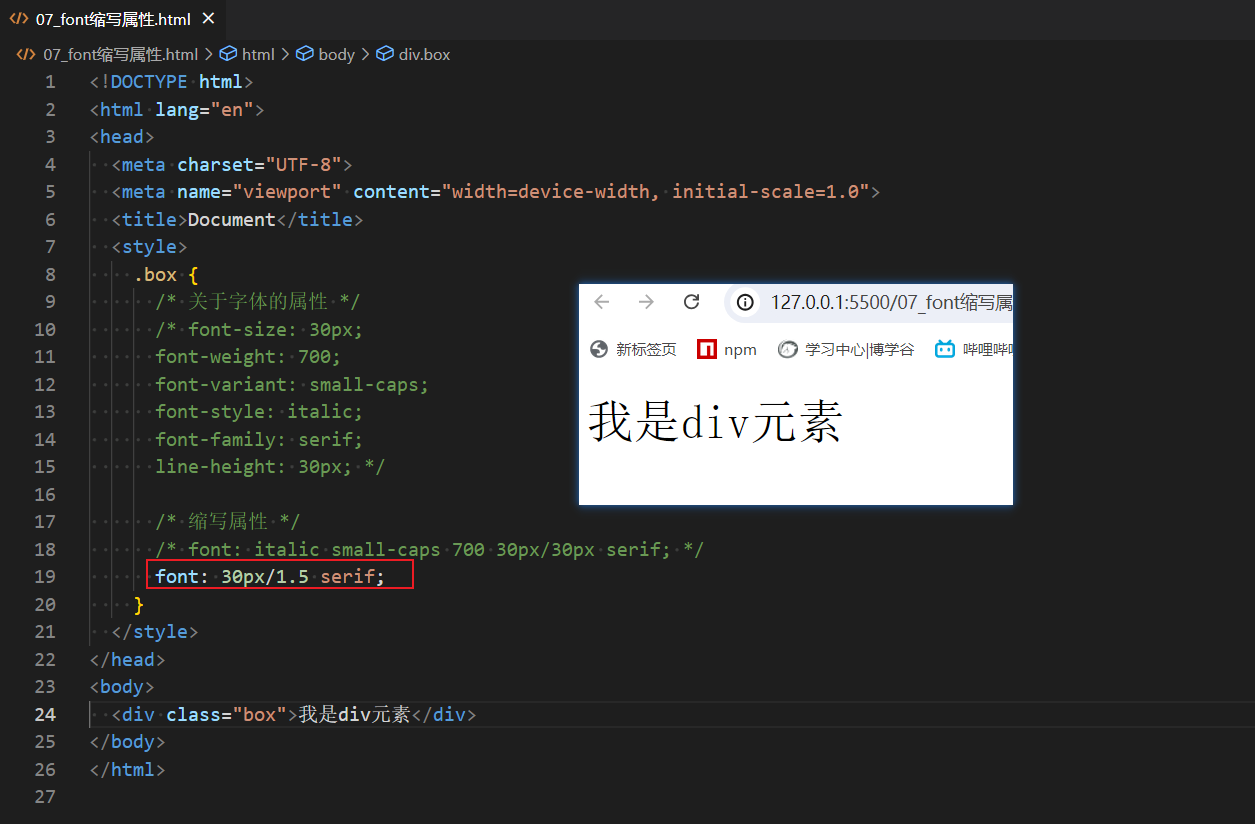 07_font缩写属性.html
07_font缩写属性.html > html > body > div.box
1 <!DOCTYPE html>
2 <html lang="en">
3 <head>
4   <meta charset="UTF-8">
5   <meta name="viewport" content="width=device-width, initial-scale=1.0">
6   <title>Document</title>
7   <style>
8     .box {
9       /* 关于字体的属性 */
10       /* font-size: 30px;
11       font-weight: 700;
12       font-variant: small-caps;
13       font-style: italic;
14       font-family: serif;
15       line-height: 30px; */
16
17       /* 缩写属性 */
18       /* font: italic small-caps 700 30px/30px serif; */
19       font: 30px/1.5 serif;
20     }
21   </style>
22 </head>
23 <body>
24   <div class="box">我是div元素</div>
25 </body>
26 </html>
27
127.0.0.1:5500/07_font缩写属
新标签页 npm 学习中心|博学谷 哔哩哔
我是div元素